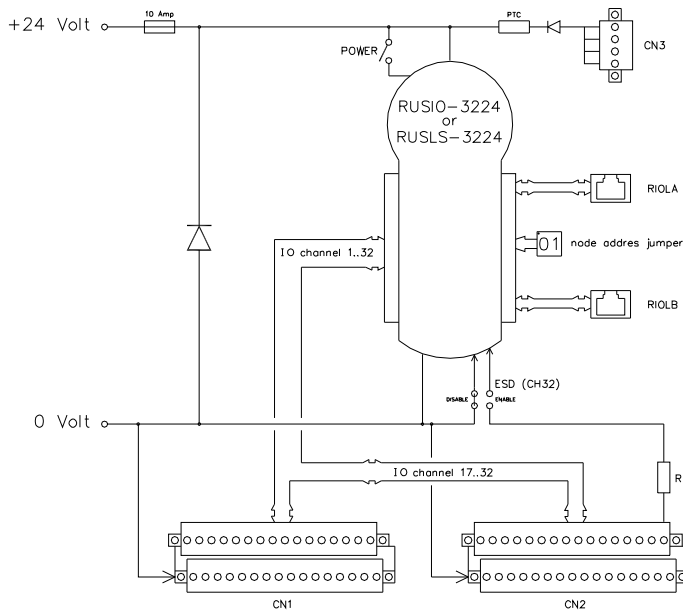 10 Amp
PTC
+24 Volt
CN3
POWER
RUSIO-3224
or
RUSLS-3224
RIOLA
01
node addres jumper
IO channel 1..32
RIOLB
ESD (CH32)
DISABLE
ENABLE
0 Volt
IO channel 17..32
R
CN1
CN2